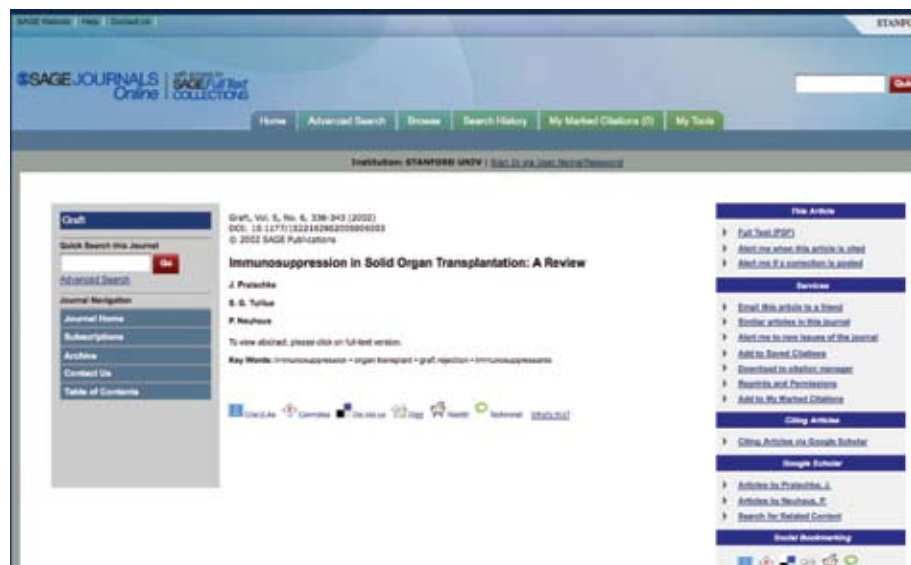 SAGE Website | Help | Contact Us
STANFO
SAGE JOURNALS Online
SAGE Full-Text COLLECTIONS
Quic
Home Advanced Search Browse Search History My Marked Citations (0) My Tools
Institution: STANFORD UNIV | Sign In via User Name/Password
Graft
Quick Search this Journal
Go
Advanced Search
Journal Navigation
Journal Home
Subscriptions
Archive
Contact Us
Table of Contents
Graft, Vol. 5, No. 6, 338-343 (2002)
© 2002 SAGE Publications
Immunosuppression in Solid Organ Transplantation: A Review
J. Pratschke
S. G. Tullius
P. Neuhaus
To view abstract, please click on full-text version.
Key Words: immunosuppression • organ transplant • graft rejection • immunosuppressants
CiteULike Connotea Del.icio.us Digg Reddit Technorati What's this?
This Article
Full Text (PDF)
Alert me when this article is cited
Alert me if a correction is posted
Services
Email this article to a friend
Similar articles in this journal
Alert me to new issues of the journal
Add to Saved Citations
Download to citation manager
Reprints and Permissions
Add to My Marked Citations
Citing Articles
Citing Articles via Google Scholar
Google Scholar
Articles by Pratschke, J.
Articles by Neuhaus, P.
Search for Related Content
Social Bookmarking